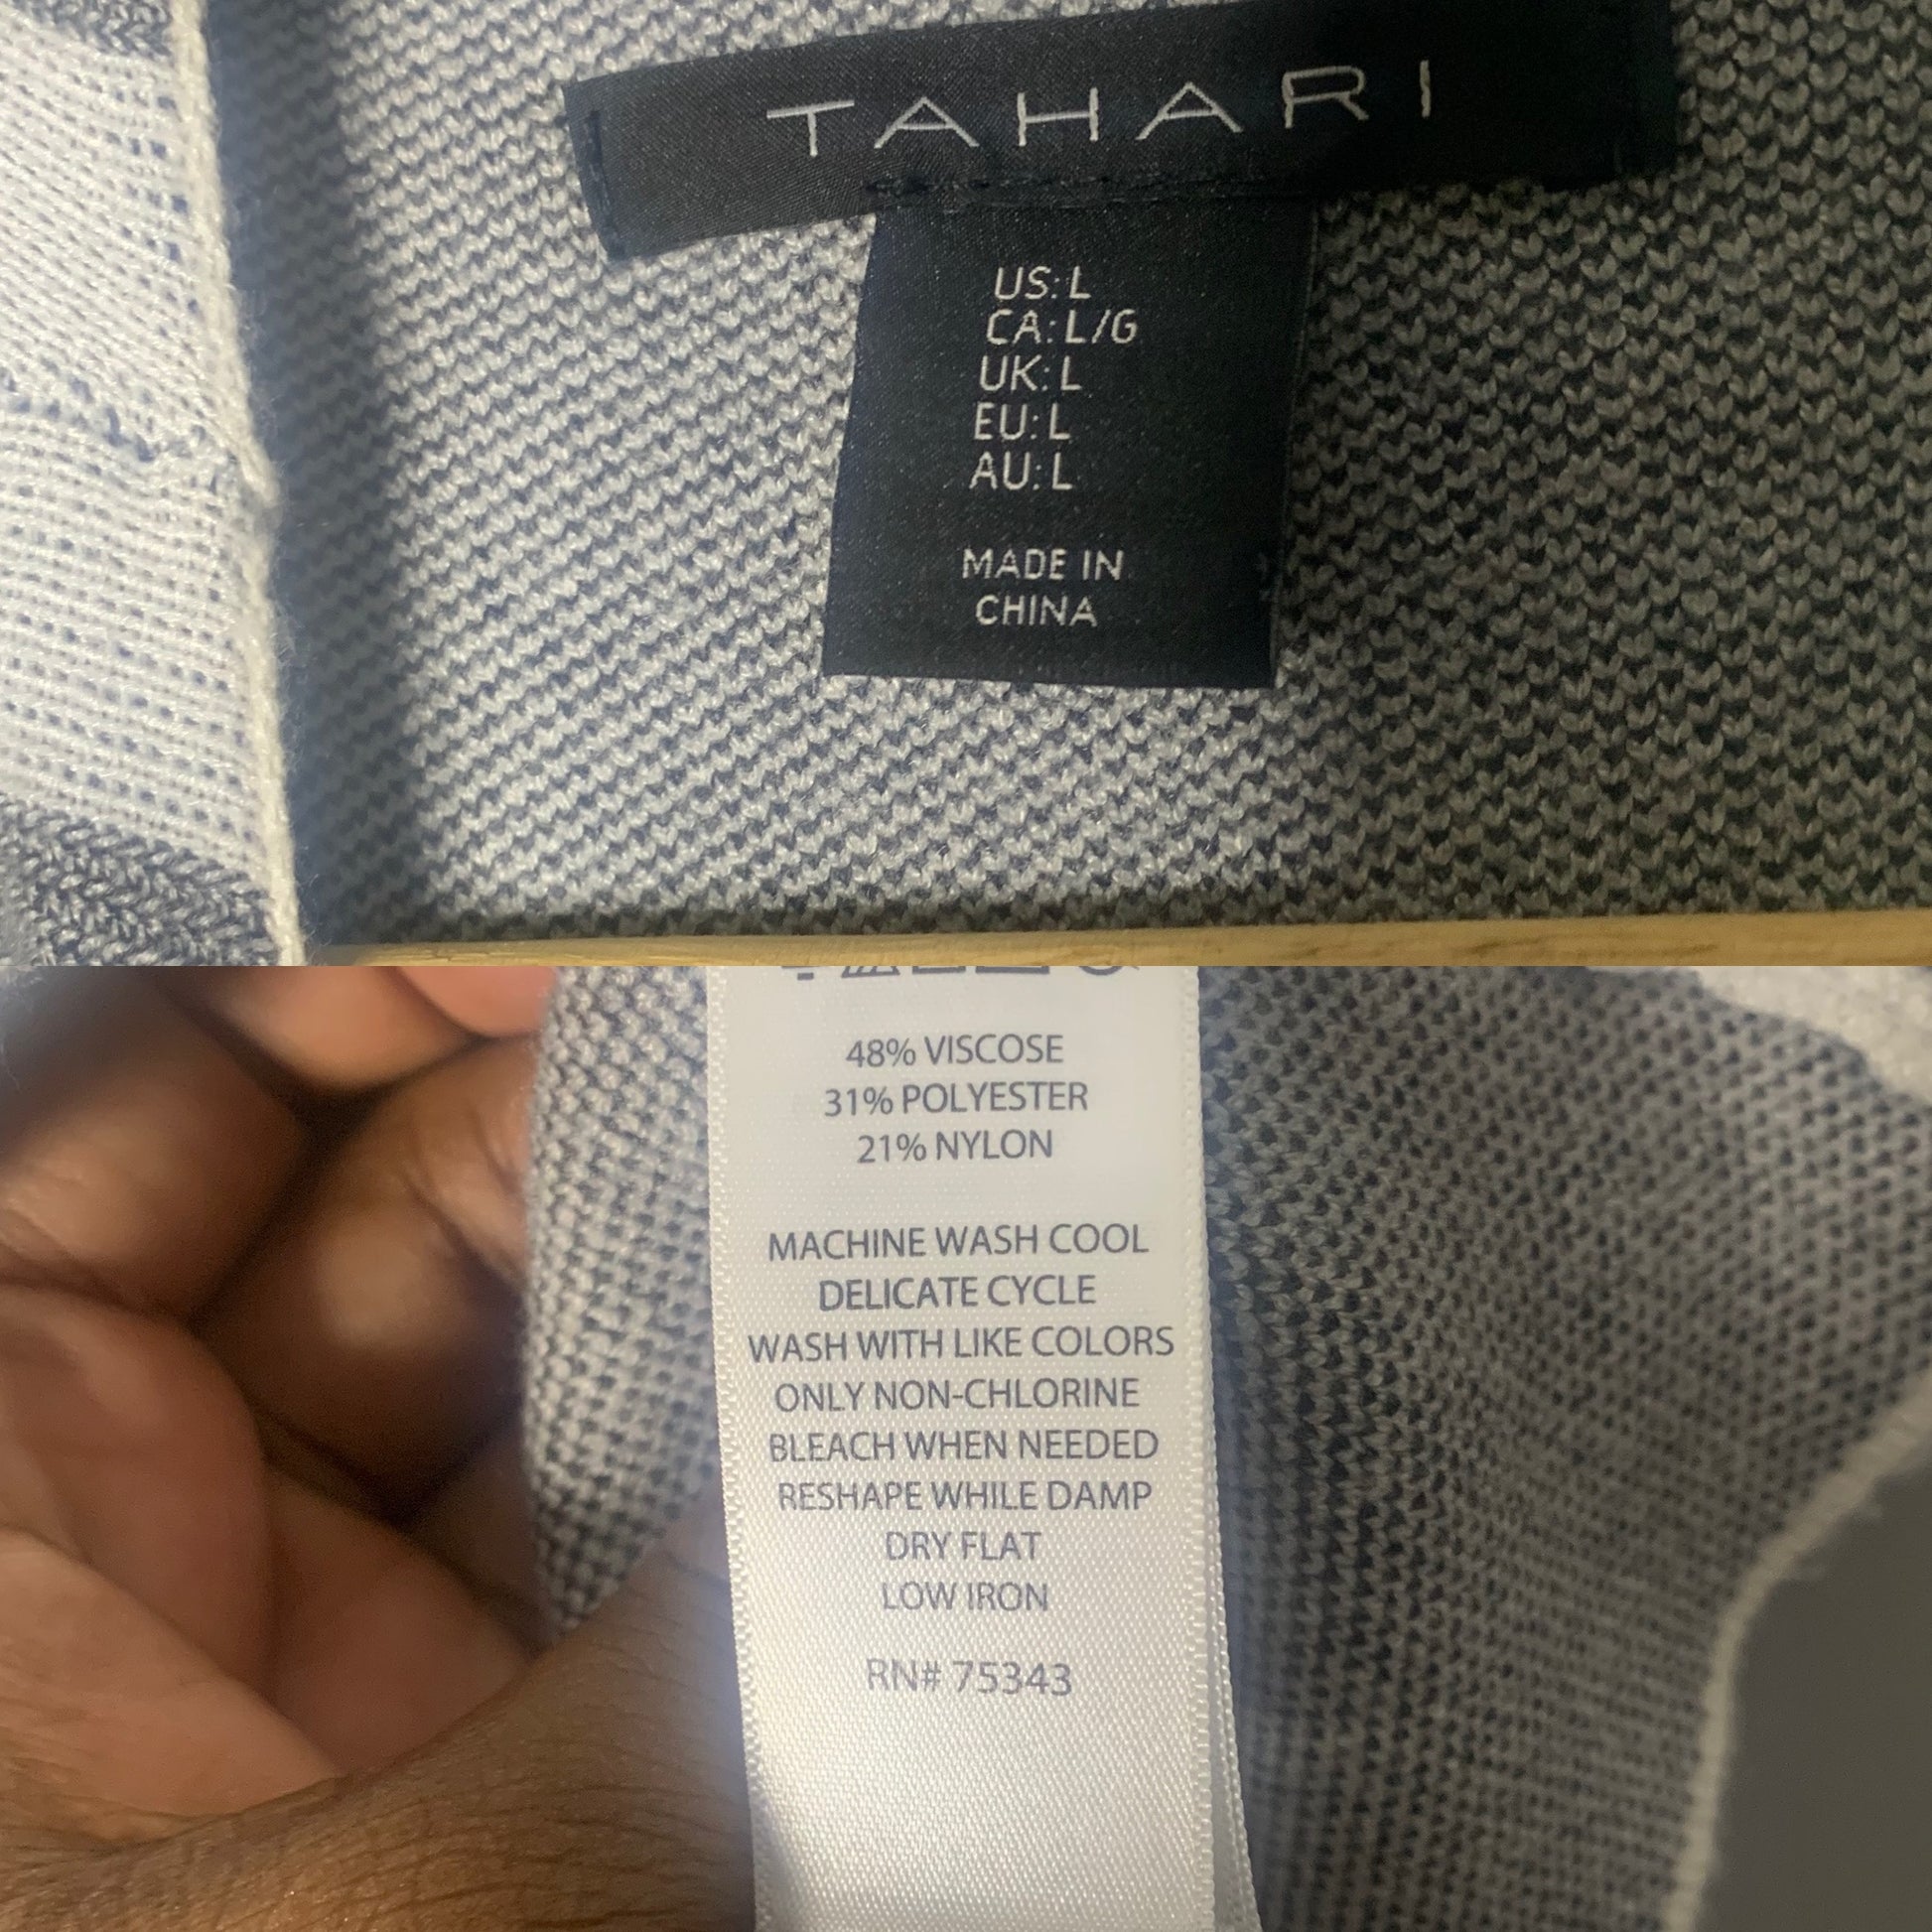 TAHARI
US: L
CA: L/G
UK: L
EU: L
AU: L
MADE IN
CHINA
48% VISCOSE
31% POLYESTER
21% NYLON
MACHINE WASH COOL
DELICATE CYCLE
WASH WITH LIKE COLORS
ONLY NON-CHLORINE
BLEACH WHEN NEEDED
RESHAPE WHILE DAMP
DRY FLAT
LOW IRON
RN# 75343